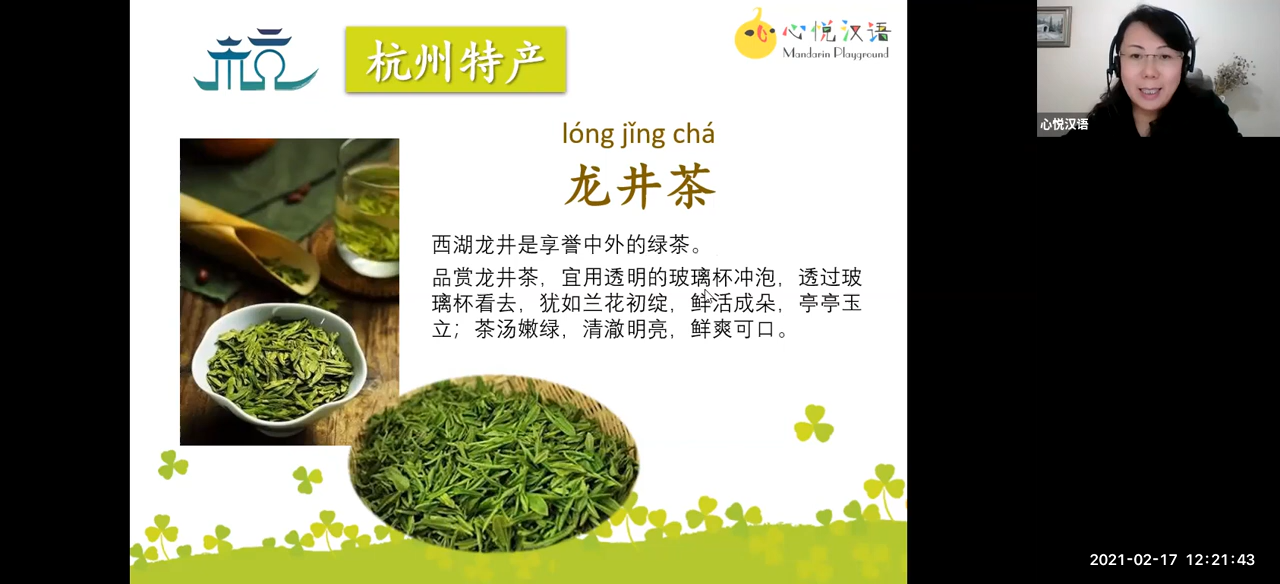 杭州特产
心悦汉语
Mandarin Playground
心悦汉语
lóng jǐng chá
龙井茶
西湖龙井是享誉中外的绿茶。
品赏龙井茶，宜用透明的玻璃杯冲泡，透过玻
璃杯看去，犹如兰花初绽，鲜活成朵，亭亭玉
立；茶汤嫩绿，清澈明亮，鲜爽可口。
2021-02-17 12:21:43